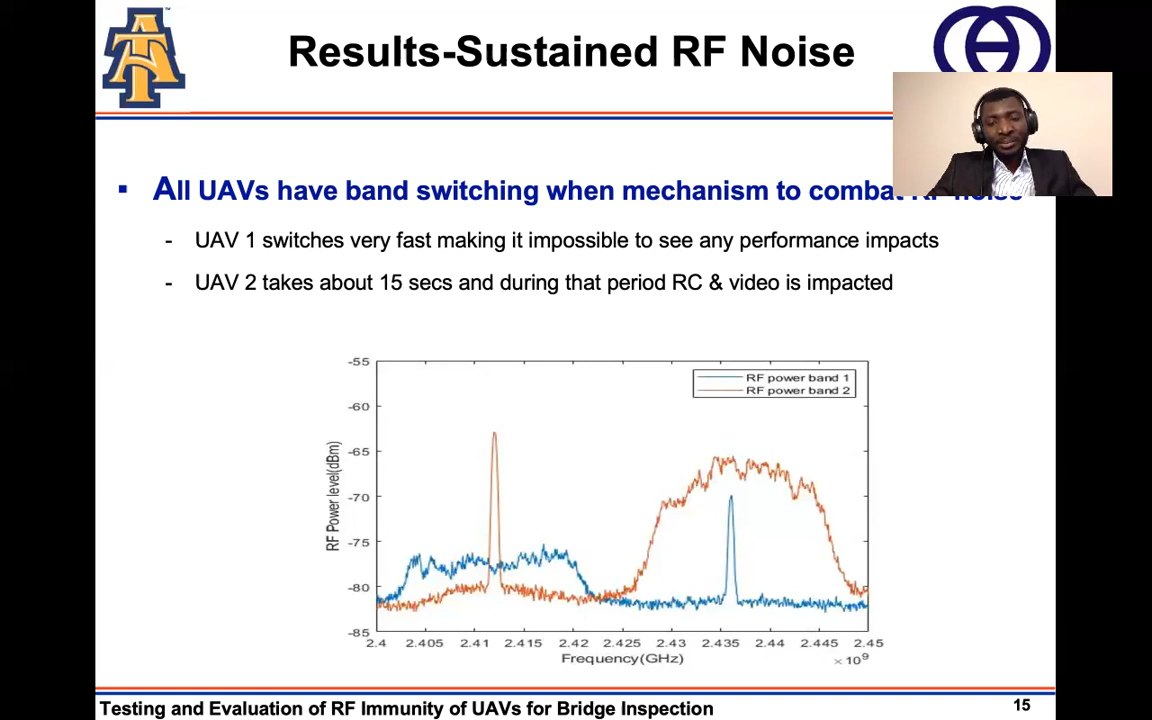 Results-Sustained RF Noise
▪ All UAVs have band switching when mechanism to combat RF noise
- UAV 1 switches very fast making it impossible to see any performance impacts
- UAV 2 takes about 15 secs and during that period RC & video is impacted
RF power band 1
RF power band 2
RF Power level(dBm)
-55
-60
-65
-70
-75
-80
-85
2.4 2.405 2.41 2.415 2.42 2.425 2.43 2.435 2.44 2.445 2.45
Frequency(GHz)
×10⁹
Testing and Evaluation of RF Immunity of UAVs for Bridge Inspection
15